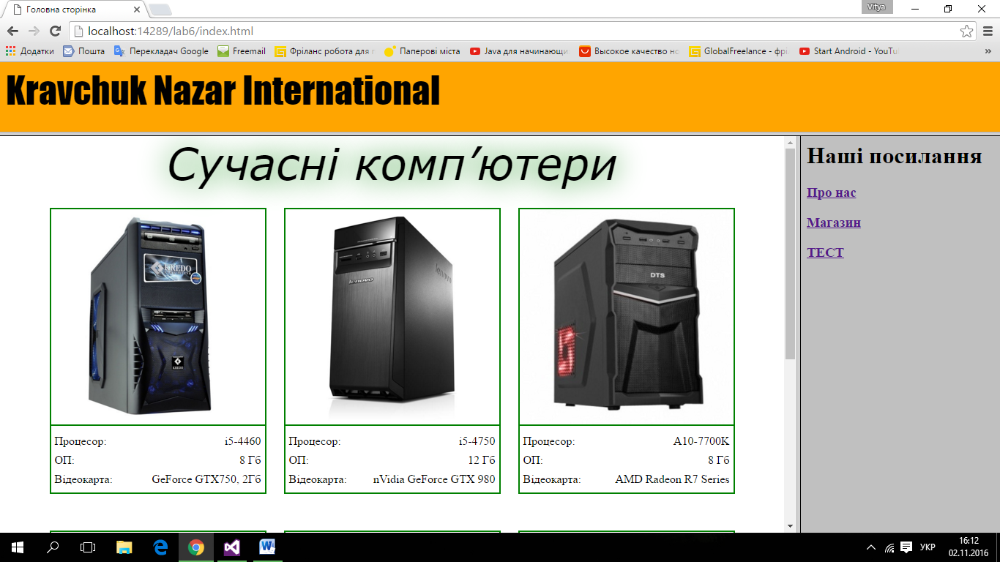 Головна сторінка
Vitya
localhost:14289/lab6/index.html
Додатки Пошта Перекладач Google Freemail Фріланс робота для Паперові міста Java для начинающи Высокое качество но GlobalFreelance - фрі Start Android - YouTu »
Kravchuk Nazar International
Сучасні комп’ютери
Наші посилання
Про нас
Магазин
ТЕСТ
KREDO
KREDO
lenovo
lenovo
DTS
Процесор: i5-4460
ОП: 8 Гб
Відеокарта: GeForce GTX750, 2Гб
Процесор: i5-4750
ОП: 12 Гб
Відеокарта: nVidia GeForce GTX 980
Процесор: A10-7700K
ОП: 8 Гб
Відеокарта: AMD Radeon R7 Series
УКР
16:12
02.11.2016